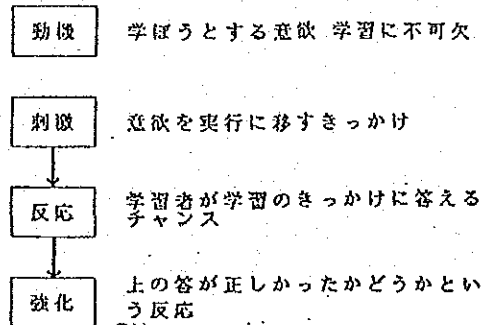 動機 学ぼうとする意欲 学習に不可欠
刺激 意欲を実行に移すきっかけ
反応 学習者が学習のきっかけに答える
チャンス
強化 上の答が正しかったかどうかとい
う反応